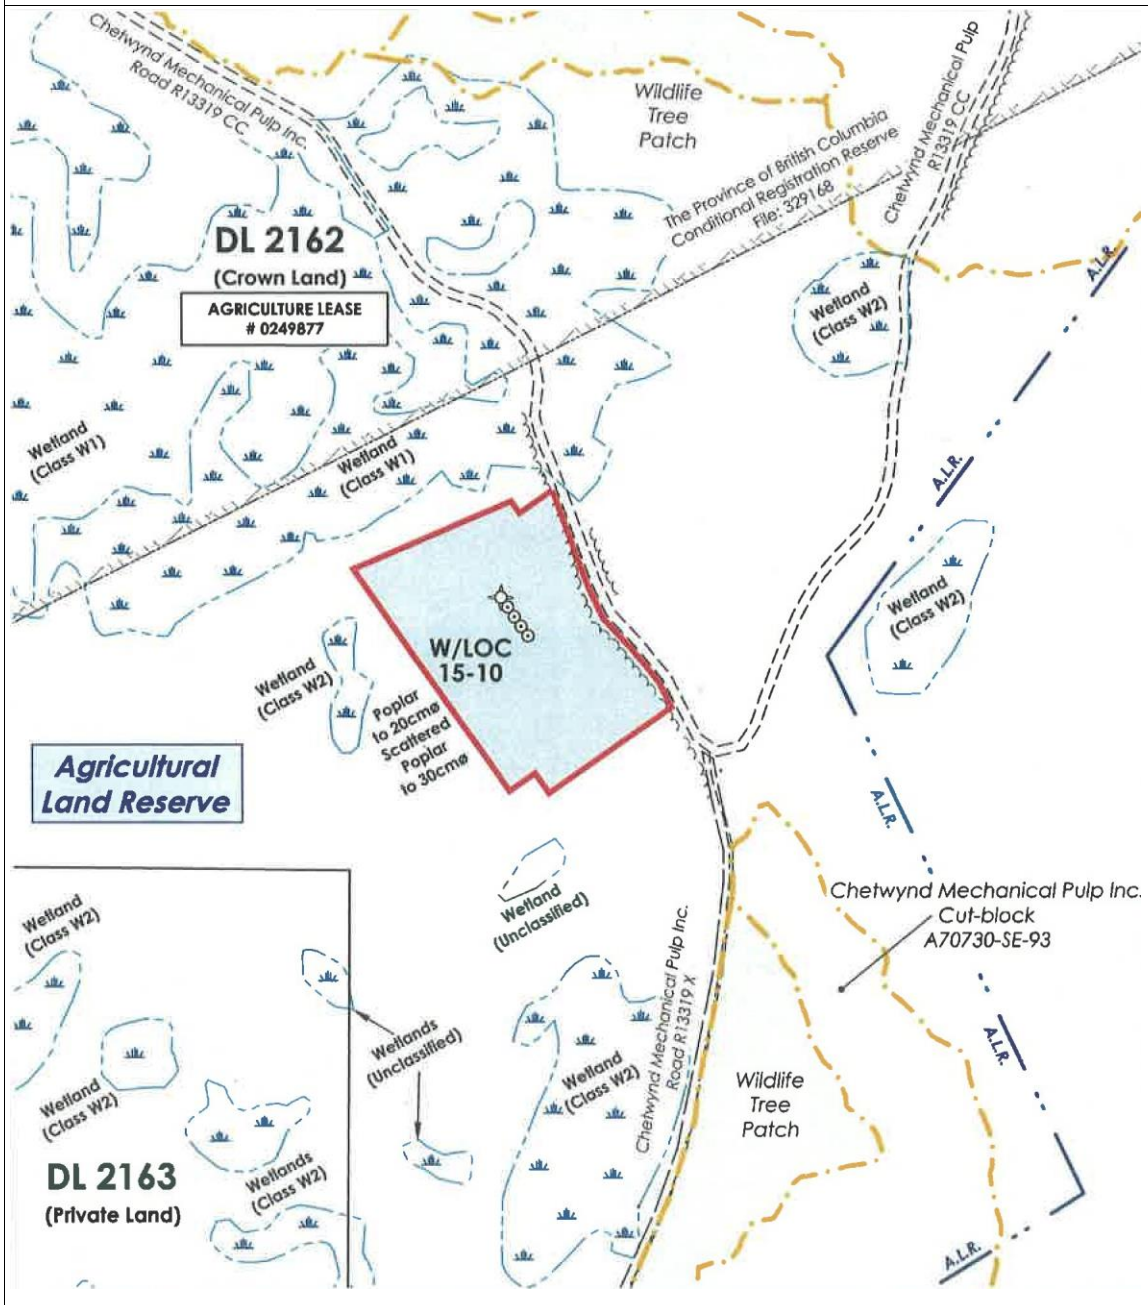 Chetwynd Mechanical Pulp Inc.
Road R13319 CC
Wildlife
Tree
Patch
The Province of British Columbia
Conditional Registration Reserve
File: 329168
Chetwynd Mechanical Pulp
R13319 CC
DL 2162
(Crown Land)
AGRICULTURE LEASE
# 0249877
A.L.R.
Wetland
(Class W2)
Wetland
(Class W1)
Wetland
(Class W1)
A.L.R.
Wetland
(Class W2)
W/LOC
15-10
Wetland
(Class W2)
Poplar
to 20cmø
Scattered
Poplar
to 30cmø
Agricultural
Land Reserve
A.L.R.
Wetland
(Class W2)
Wetland
(Unclassified)
Chetwynd Mechanical Pulp Inc.
Cut-block
A70730-SE-93
Chetwynd Mechanical Pulp Inc.
Road R13319 X
Wetlands
(Unclassified)
A.L.R.
Wetland
(Class W2)
Wetland
(Class W2)
Wildlife
Tree
Patch
DL 2163
(Private Land)
Wetlands
(Class W2)
A.L.R.